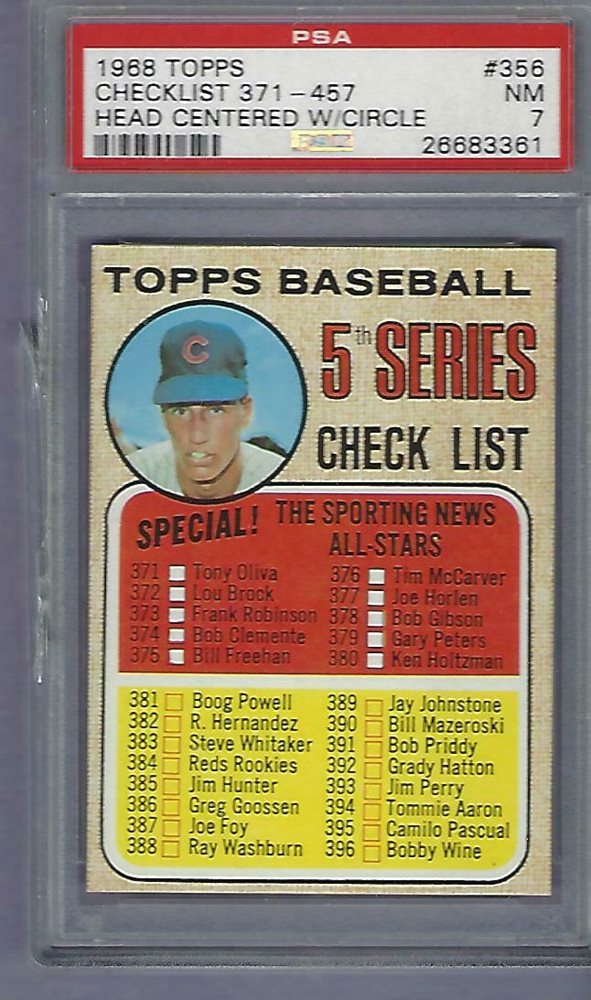 PSA
1968 TOPPS #356
CHECKLIST 371-457 NM
HEAD CENTERED W/CIRCLE 7
26683361
TOPPS BASEBALL
C
5th SERIES
CHECK LIST
SPECIAL! THE SPORTING NEWS
ALL-STARS
371 Tony Oliva
372 Lou Brock
373 Frank Robinson
374 Bob Clemente
375 Bill Freehan
376 Tim McCarver
377 Joe Horlen
378 Bob Gibson
379 Gary Peters
380 Ken Holtzman
381 Boog Powell
382 R. Hernandez
383 Steve Whitaker
384 Reds Rookies
385 Jim Hunter
386 Greg Goossen
387 Joe Foy
388 Ray Washburn
389 Jay Johnstone
390 Bill Mazeroski
391 Bob Priddy
392 Grady Hatton
393 Jim Perry
394 Tommie Aaron
395 Camilo Pascual
396 Bobby Wine